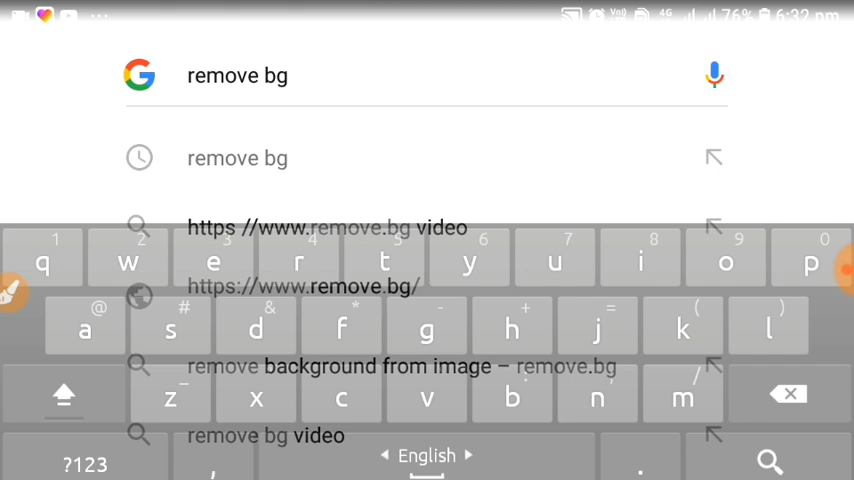 Vo) 4G 76% 6:32 pm
remove bg
remove bg
https //www.remove.bg video
https://www.remove.bg/
remove background from image – remove.bg
remove bg video
1 2 3 4 5 6 7 8 9 0
q w e r t y u i o p
@ # & * - + = ( )
a s d f g h j k l
_ /
z x c v b n m
?123 , English .